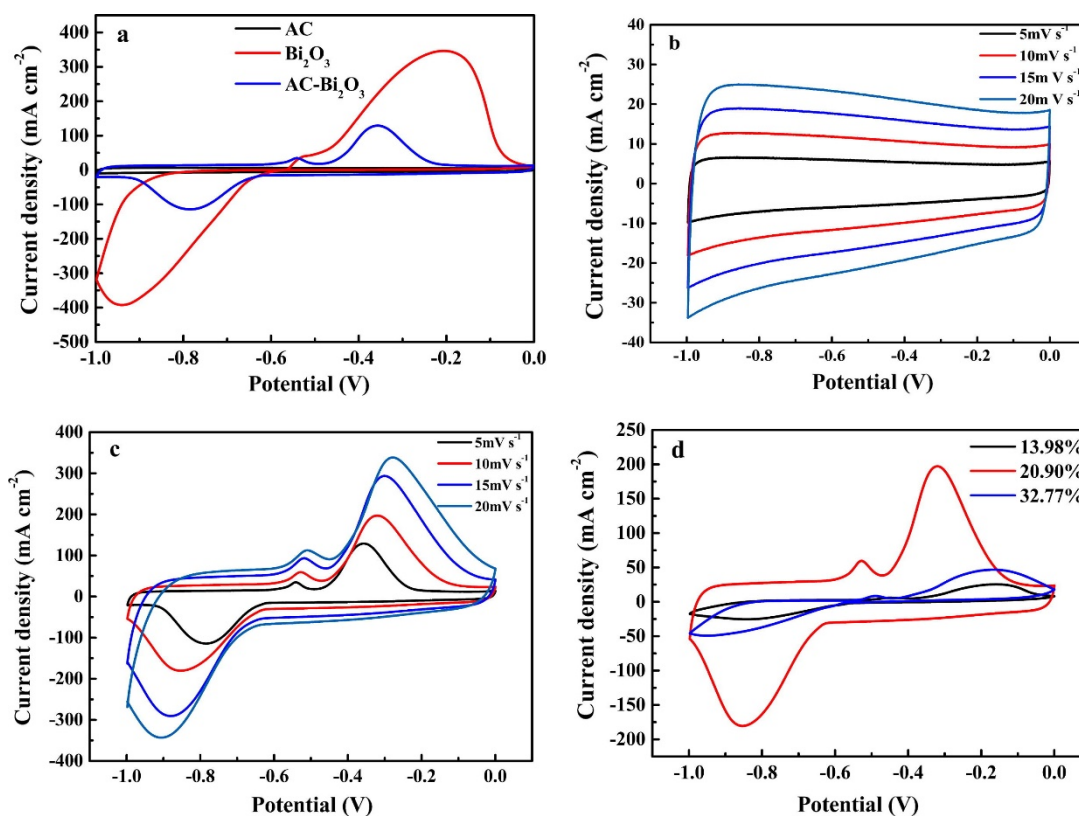 a
AC
Bi₂O₃
AC-Bi₂O₃
400
300
200
100
0
-100
-200
-300
-400
-500
-1.0 -0.8 -0.6 -0.4 -0.2 0.0
Potential (V)
Current density (mA cm⁻²)
b
5mV s⁻¹
10mV s⁻¹
15m V s⁻¹
20m V s⁻¹
40
30
20
10
0
-10
-20
-30
40
-1.0 -0.8 -0.6 -0.4 -0.2 0.0
Potential (V)
Current density (mA cm⁻²)
c
5mV s⁻¹
10mV s⁻¹
15mV s⁻¹
20mV s⁻¹
400
300
200
100
0
-100
-200
-300
-400
-1.0 -0.8 -0.6 -0.4 -0.2 0.0
Potential (V)
Current density (mA cm⁻²)
d
13.98%
20.90%
32.77%
250
200
150
100
50
0
-50
-100
-150
-200
-1.0 -0.8 -0.6 -0.4 -0.2 0.0
Potential (V)
Current density (mA cm⁻²)